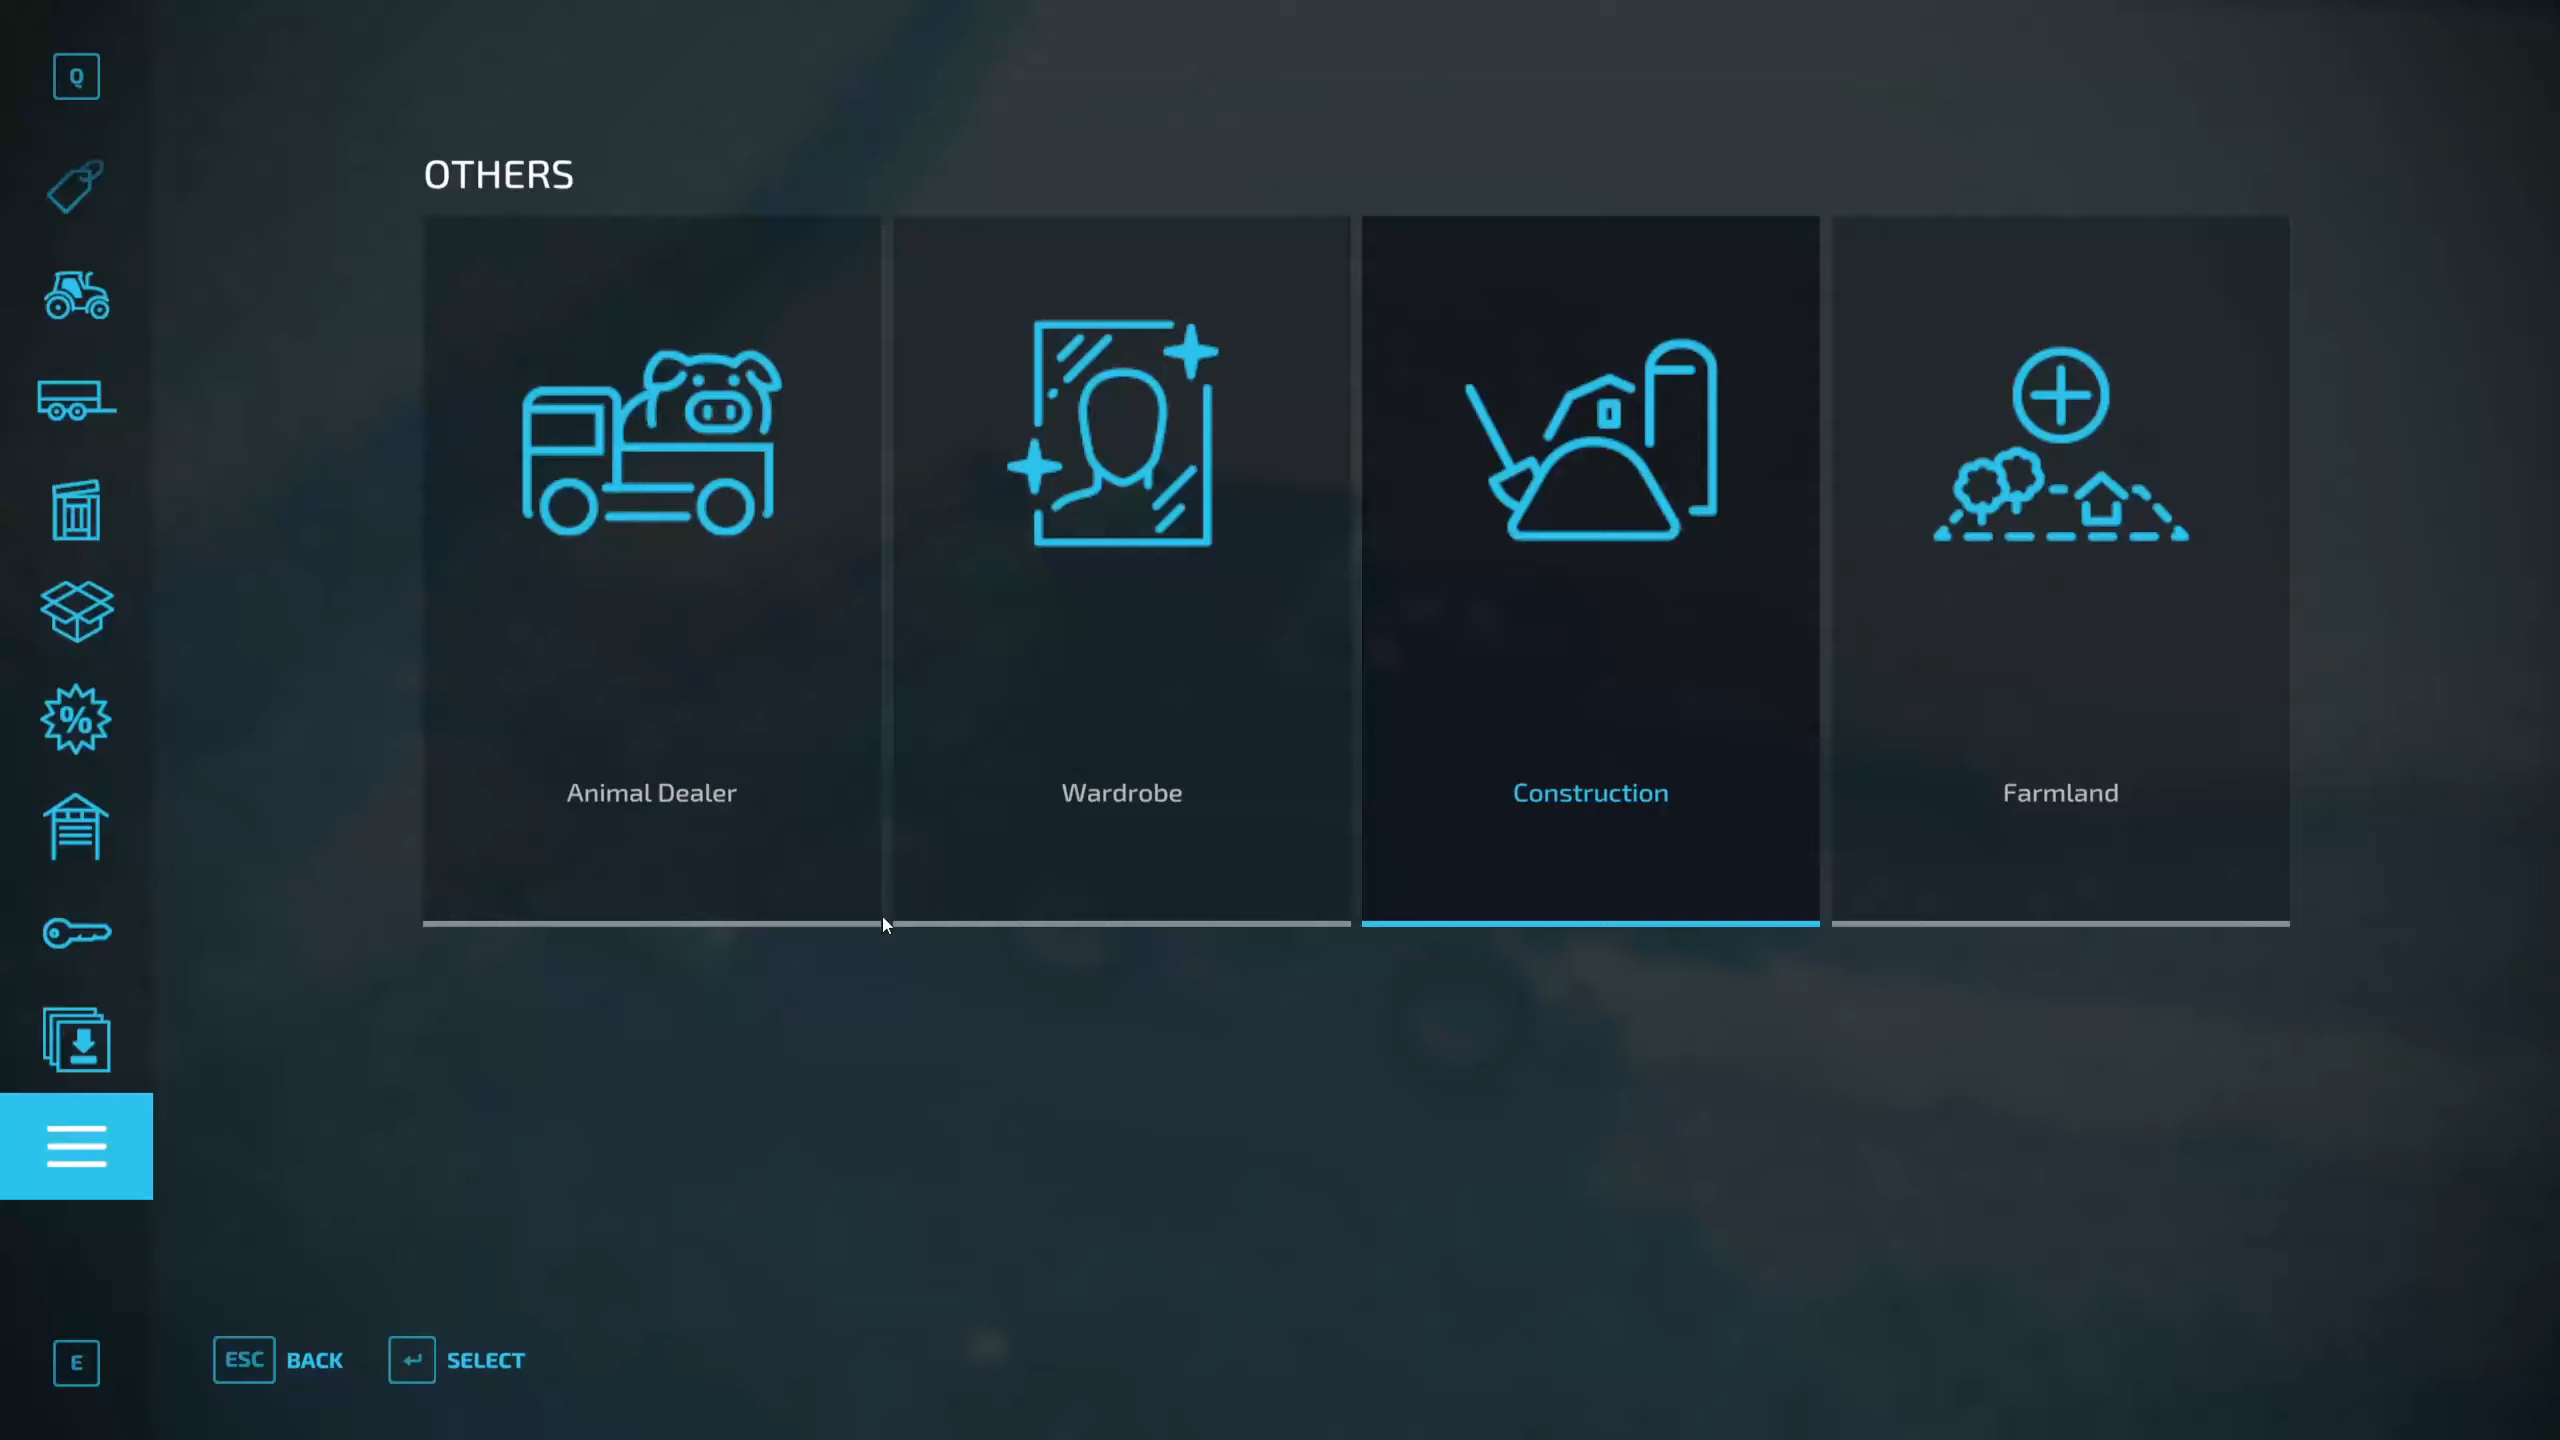 Q
OTHERS
%
Animal Dealer
Wardrobe
Construction
Farmland
E
ESC BACK
SELECT